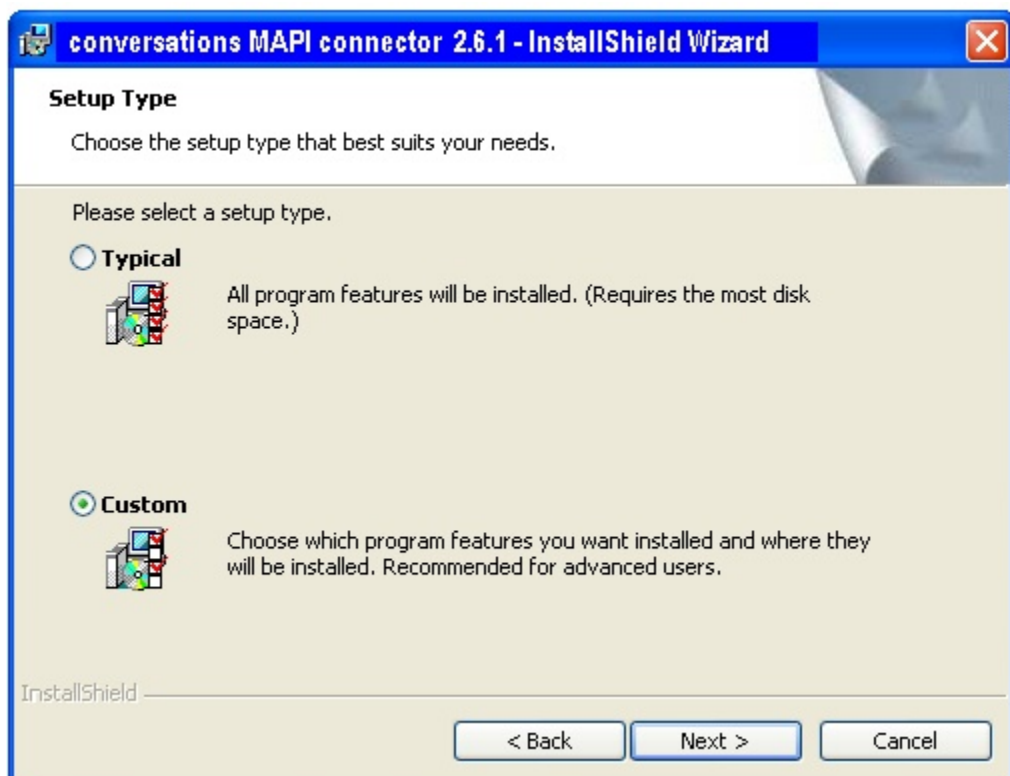 conversations MAPI connector 2.6.1 - InstallShield Wizard
Setup Type
Choose the setup type that best suits your needs.
Please select a setup type.
Typical
All program features will be installed. (Requires the most disk
space.)
Custom
Choose which program features you want installed and where they
will be installed. Recommended for advanced users.
InstallShield
< Back
Next >
Cancel